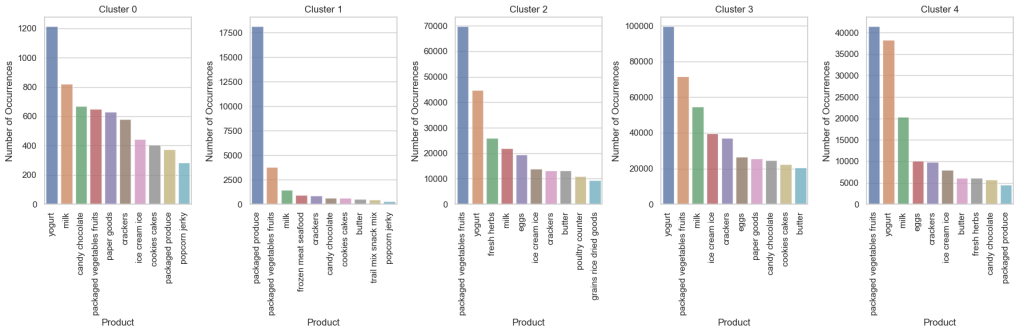 Cluster 0
Number of Occurrences
1200
1000
800
600
400
200
0
yogurt
milk
candy chocolate
packaged vegetables fruits
paper goods
crackers
ice cream ice
cookies cakes
packaged produce
popcorn jerky
Product
Cluster 1
Number of Occurrences
17500
15000
12500
10000
7500
5000
2500
0
packaged produce
packaged vegetables fruits
milk
frozen meat seafood
crackers
candy chocolate
cookies cakes
butter
trail mix snack mix
popcorn jerky
Product
Cluster 2
Number of Occurrences
70000
60000
50000
40000
30000
20000
10000
0
packaged vegetables fruits
yogurt
fresh herbs
milk
eggs
ice cream ice
crackers
butter
poultry counter
grains rice dried goods
Product
Cluster 3
Number of Occurrences
100000
80000
60000
40000
20000
0
yogurt
packaged vegetables fruits
milk
ice cream ice
crackers
eggs
paper goods
candy chocolate
cookies cakes
butter
Product
Cluster 4
Number of Occurrences
40000
35000
30000
25000
20000
15000
10000
5000
0
packaged vegetables fruits
yogurt
milk
eggs
crackers
ice cream ice
butter
fresh herbs
candy chocolate
packaged produce
Product